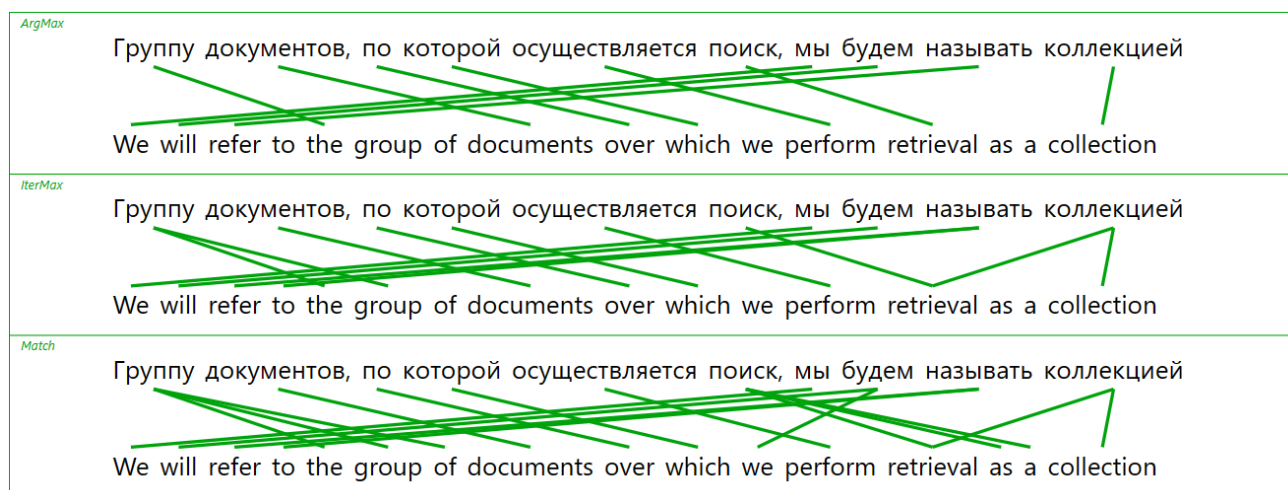 ArgMax
Группу документов, по которой осуществляется поиск, мы будем называть коллекцией
We will refer to the group of documents over which we perform retrieval as a collection
IterMax
Группу документов, по которой осуществляется поиск, мы будем называть коллекцией
We will refer to the group of documents over which we perform retrieval as a collection
Match
Группу документов, по которой осуществляется поиск, мы будем называть коллекцией
We will refer to the group of documents over which we perform retrieval as a collection